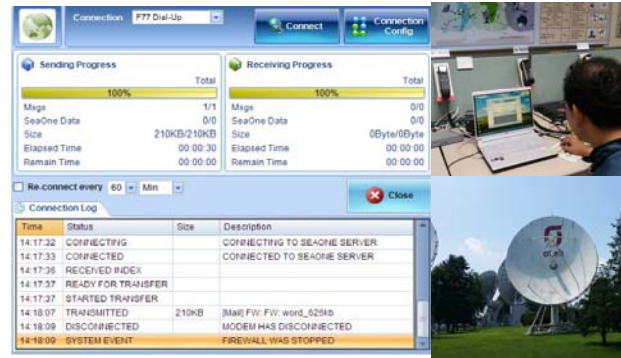 Connection F77 Dial-Up Connect Connection Config
Sending Progress
Total
100%
Msgs 1/1
SeaOne Data 0/0
Size 210KB/210KB
Elapsed Time 00:00:30
Remain Time 00:00:00
Receiving Progress
Total
100%
Msgs 0/0
SeaOne Data 0/0
Size 0Byte/0Byte
Elapsed Time 00:00:00
Remain Time 00:00:00
Re-connect every 60 Min
Close
Connection Log
Time Status Size Description
14:17:32 CONNECTING CONNECTING TO SEAONE SERVER
14:17:33 CONNECTED CONNECTED TO SEAONE SERVER
14:17:36 RECEIVED INDEX
14:17:37 READY FOR TRANSFER
14:17:37 STARTED TRANSFER
14:18:07 TRANSMITTED 210KB [Mail] FW: FW: word_626kb
14:18:09 DISCONNECTED MODEM HAS DISCONNECTED
14:18:09 SYSTEM EVENT FIREWALL WAS STOPPED